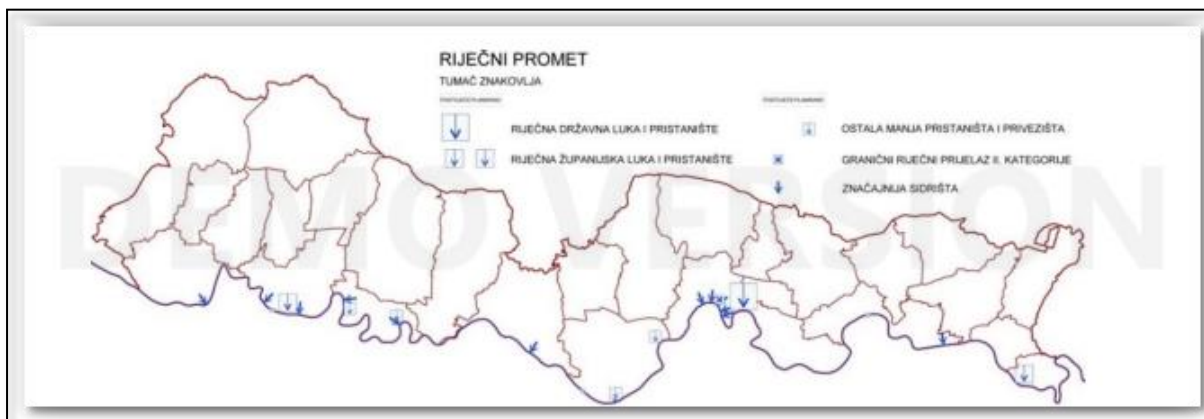 RIJEČNI PROMET
TUMAČ ZNAKOVLJA
RIJEČNA DRŽAVNA LUKA I PRISTANIŠTE
RIJEČNA ŽUPANIJSKA LUKA I PRISTANIŠTE
OSTALA MANJA PRISTANIŠTA I PRIVEZIŠTA
GRANIČNI RIJEČNI PRIJELAZ II. KATEGORIJE
ZNAČAJNIJA SIDRIŠTA
DEMO VERSION